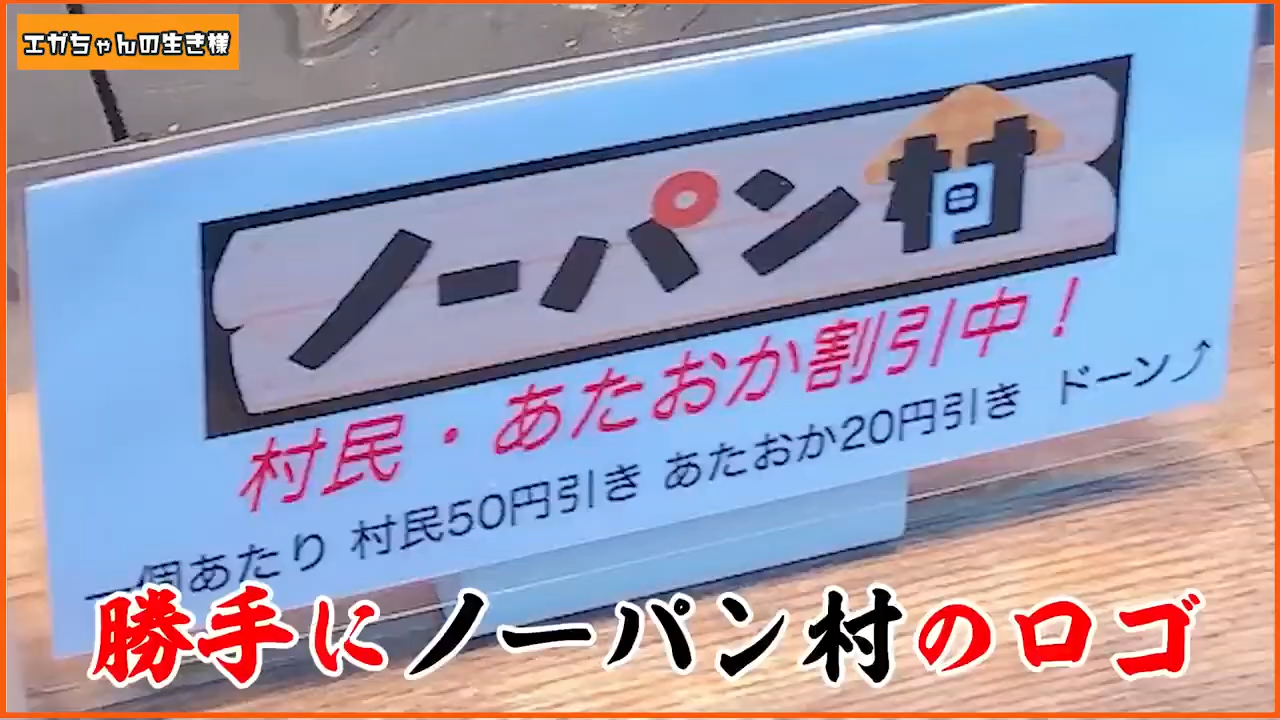 エガちゃんの生き様
ノーパン村
村民・あたおか割引中！
一個あたり 村民50円引き あたおか20円引き ドーン⤴
勝手にノーパン村のロゴ